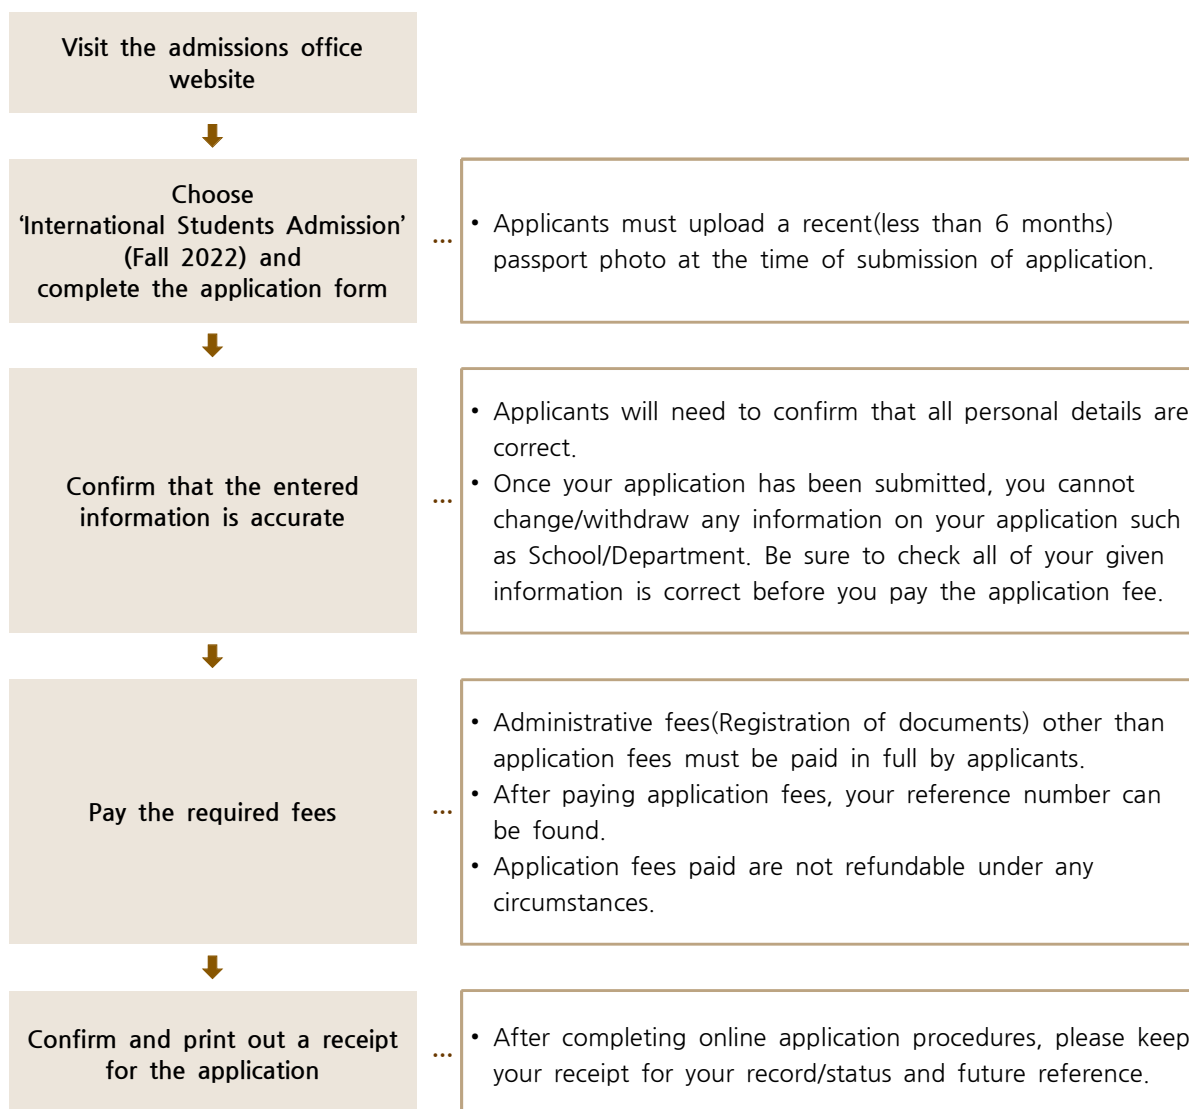 Visit the admissions office
website
Choose
‘International Students Admission’
(Fall 2022) and
complete the application form
...
• Applicants must upload a recent(less than 6 months)
passport photo at the time of submission of application.
Confirm that the entered
information is accurate
...
• Applicants will need to confirm that all personal details are
correct.
• Once your application has been submitted, you cannot
change/withdraw any information on your application such
as School/Department. Be sure to check all of your given
information is correct before you pay the application fee.
Pay the required fees
...
• Administrative fees(Registration of documents) other than
application fees must be paid in full by applicants.
• After paying application fees, your reference number can
be found.
• Application fees paid are not refundable under any
circumstances.
Confirm and print out a receipt
for the application
...
• After completing online application procedures, please keep
your receipt for your record/status and future reference.